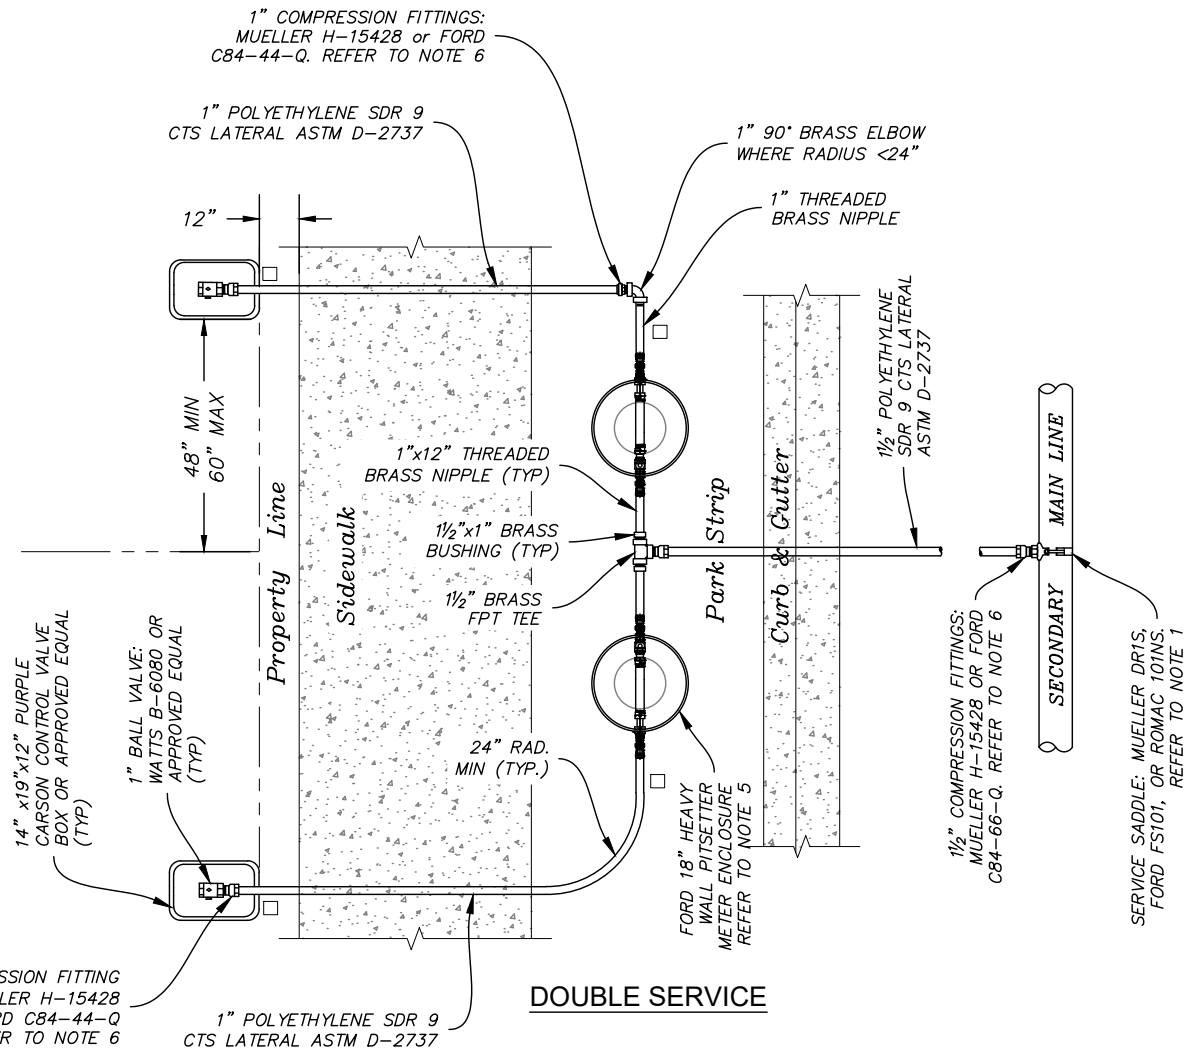 1" COMPRESSION FITTINGS:
MUELLER H-15428 or FORD
C84-44-Q. REFER TO NOTE 6
1" POLYETHYLENE SDR 9
CTS LATERAL ASTM D-2737
1" 90° BRASS ELBOW
WHERE RADIUS <24"
1" THREADED
BRASS NIPPLE
12"
1½" POLYETHYLENE
SDR 9 CTS LATERAL
ASTM D-2737
48" MIN
60" MAX
1"x12" THREADED
BRASS NIPPLE (TYP)
1½"x1" BRASS
BUSHING (TYP)
1½" BRASS
FPT TEE
Property Line
Sidewalk
Park Strip
Curb & Gutter
SECONDARY MAIN LINE
14" x19"x12" PURPLE
CARSON CONTROL VALVE
BOX OR APPROVED EQUAL
(TYP)
1" BALL VALVE:
WATTS B-6080 OR
APPROVED EQUAL
(TYP)
24" RAD.
MIN (TYP.)
FORD 18" HEAVY
WALL PITSETTER
METER ENCLOSURE
REFER TO NOTE 5
1½" COMPRESSION FITTINGS:
MUELLER H-15428 OR FORD
C84-66-Q. REFER TO NOTE 6
SERVICE SADDLE: MUELLER DR1S,
FORD FS101, OR ROMAC 101NS.
REFER TO NOTE 1
FITTING
H-15428
C84-44-Q
TO NOTE 6
1" POLYETHYLENE SDR 9
CTS LATERAL ASTM D-2737
DOUBLE SERVICE